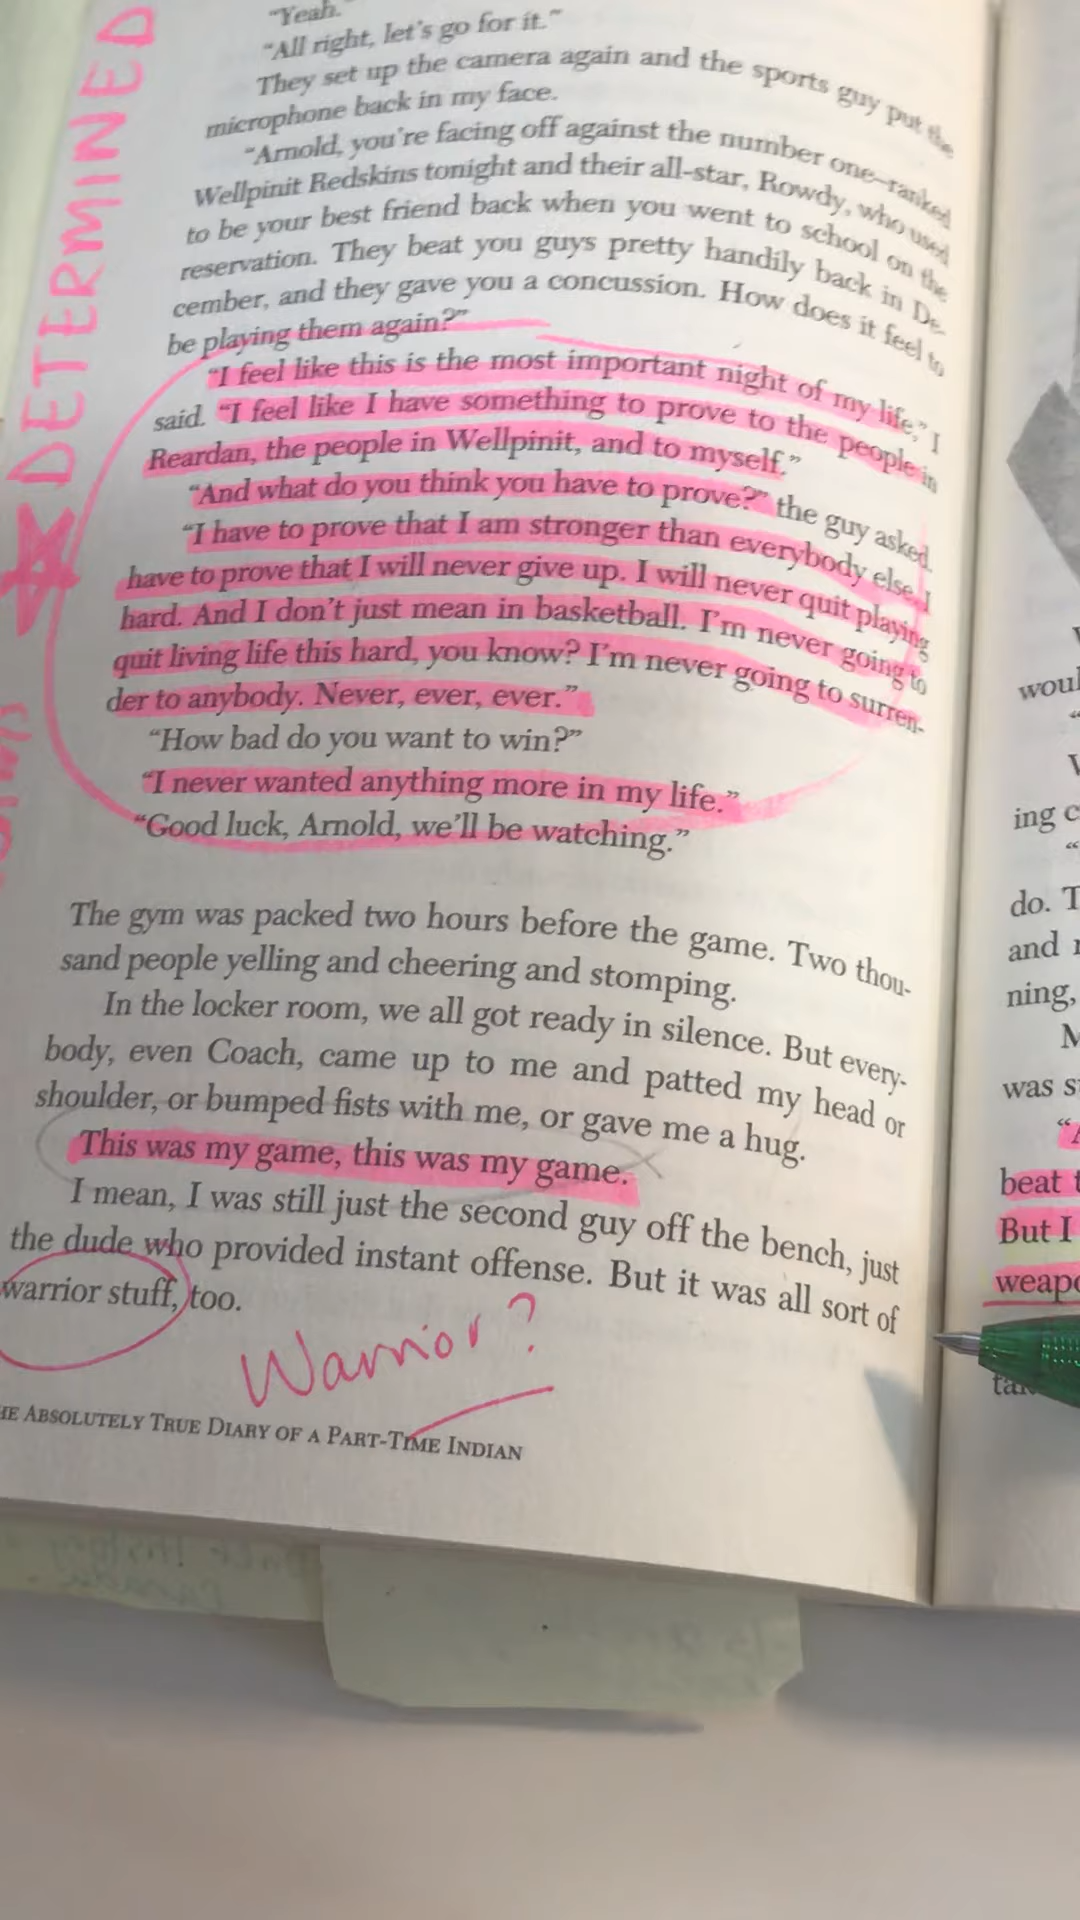 DETERMINED
"Yeah."
"All right, let's go for it."
They set up the camera again and the sports guy put the
microphone back in my face.
"Arnold, you're facing off against the number one–ranked
Wellpinit Redskins tonight and their all-star, Rowdy, who used
to be your best friend back when you went to school on the
reservation. They beat you guys pretty handily back in De-
cember, and they gave you a concussion. How does it feel to
be playing them again?"
"I feel like this is the most important night of my life," I
said. "I feel like I have something to prove to the people in
Reardan, the people in Wellpinit, and to myself."
"And what do you think you have to prove?" the guy asked.
"I have to prove that I am stronger than everybody else. I
have to prove that I will never give up. I will never quit playing
hard. And I don't just mean in basketball. I'm never going to
quit living life this hard, you know? I'm never going to surren-
der to anybody. Never, ever, ever."
"How bad do you want to win?"
"I never wanted anything more in my life."
"Good luck, Arnold, we'll be watching."
The gym was packed two hours before the game. Two thou-
sand people yelling and cheering and stomping.
In the locker room, we all got ready in silence. But every-
body, even Coach, came up to me and patted my head or
shoulder, or bumped fists with me, or gave me a hug.
This was my game, this was my game.
I mean, I was still just the second guy off the bench, just
the dude who provided instant offense. But it was all sort of
warrior stuff, too.
Warrior?
HE ABSOLUTELY TRUE DIARY OF A PART-TIME INDIAN
woul
ing c
do. T
and
ning,
M
was s
"A
beat t
But I
weapo